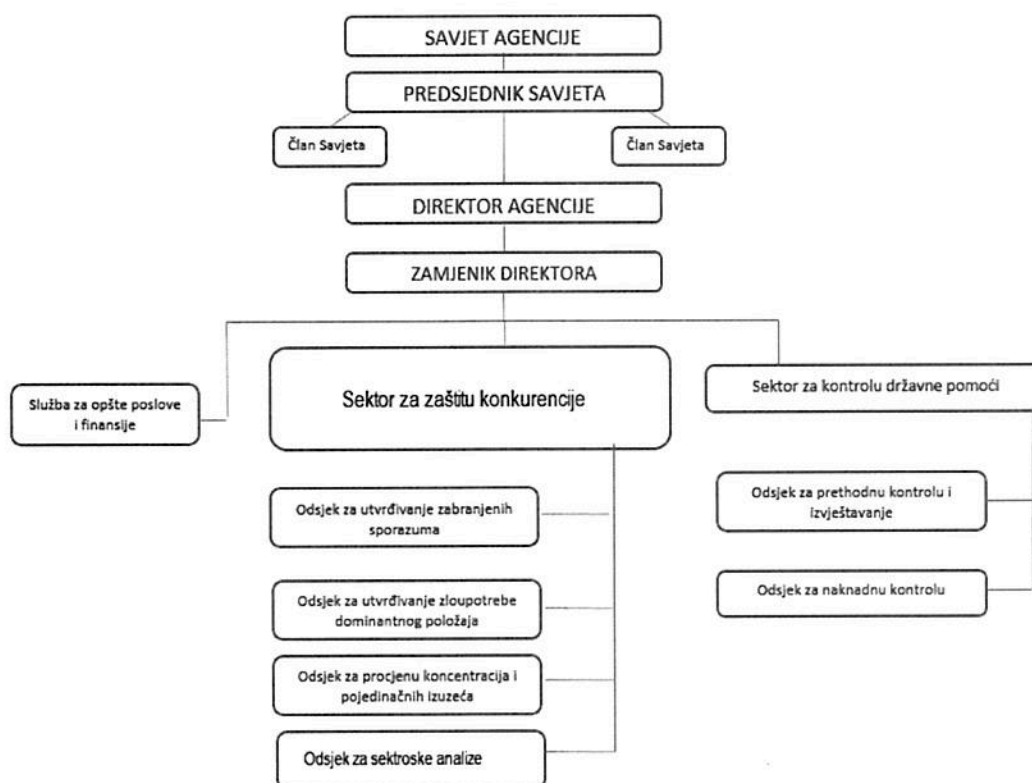 SAVJET AGENCIJE
PREDSJEDNIK SAVJETA
Član Savjeta
Član Savjeta
DIREKTOR AGENCIJE
ZAMJENIK DIREKTORA
Služba za opšte poslove
i finansije
Sektor za zaštitu konkurencije
Sektor za kontrolu državne pomoći
Odsjek za utvrđivanje zabranjenih
sporazuma
Odsjek za utvrđivanje zloupotrebe
dominantnog položaja
Odsjek za procjenu koncentracija i
pojedinačnih izuzeća
Odsjek za sektroske analize
Odsjek za prethodnu kontrolu i
izvještavanje
Odsjek za naknadnu kontrolu